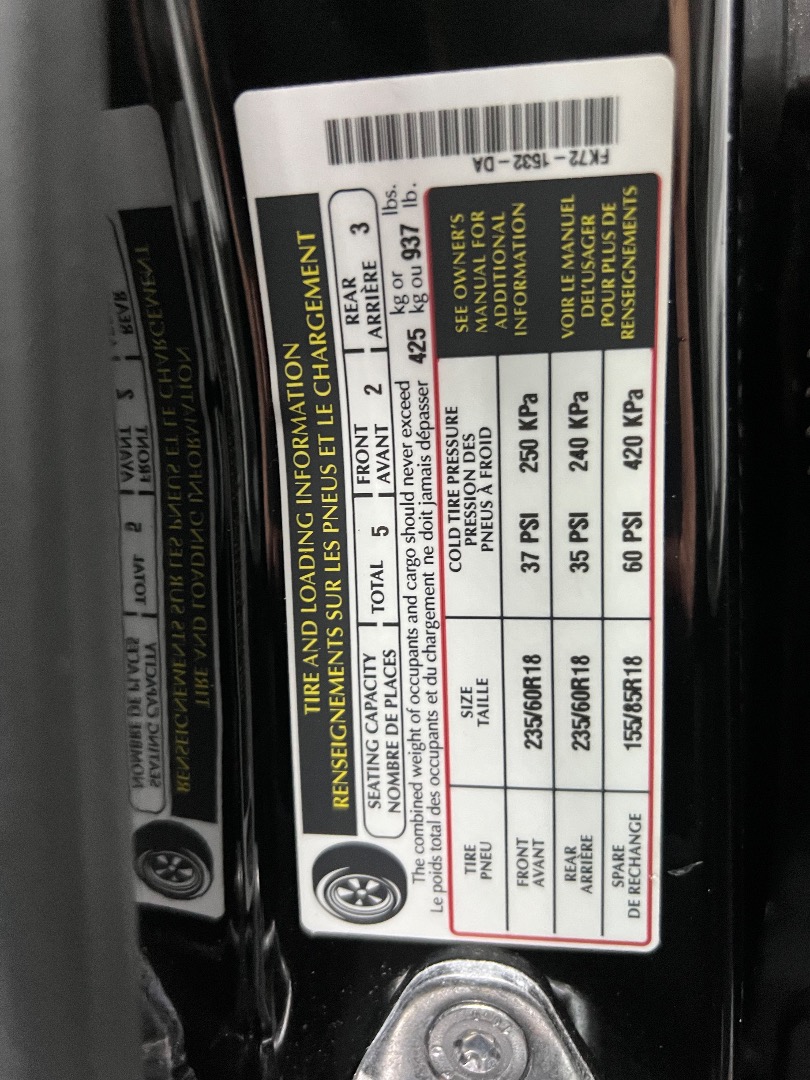 TIRE AND LOADING INFORMATION
RENSEIGNEMENTS SUR LES PNEUS ET LE CHARGEMENT
SEATING CAPACITY
NOMBRE DE PLACES
TOTAL 5
FRONT
AVANT 2
REAR
ARRIÈRE 3
The combined weight of occupants and cargo should never exceed
Le poids total des occupants et du chargement ne doit jamais dépasser
425 kg or
kg ou 937 lbs.
lb.
TIRE
PNEU
SIZE
TAILLE
COLD TIRE PRESSURE
PRESSION DES
PNEUS À FROID
SEE OWNER'S
MANUAL FOR
ADDITIONAL
INFORMATION
VOIR LE MANUEL
DEL'USAGER
POUR PLUS DE
RENSEIGNEMENTS
FRONT
AVANT
235/60R18
37 PSI 250 KPa
REAR
ARRIÈRE
235/60R18
35 PSI 240 KPa
SPARE
DE RECHANGE
155/85R18
60 PSI 420 KPa
FK72-1532-DA